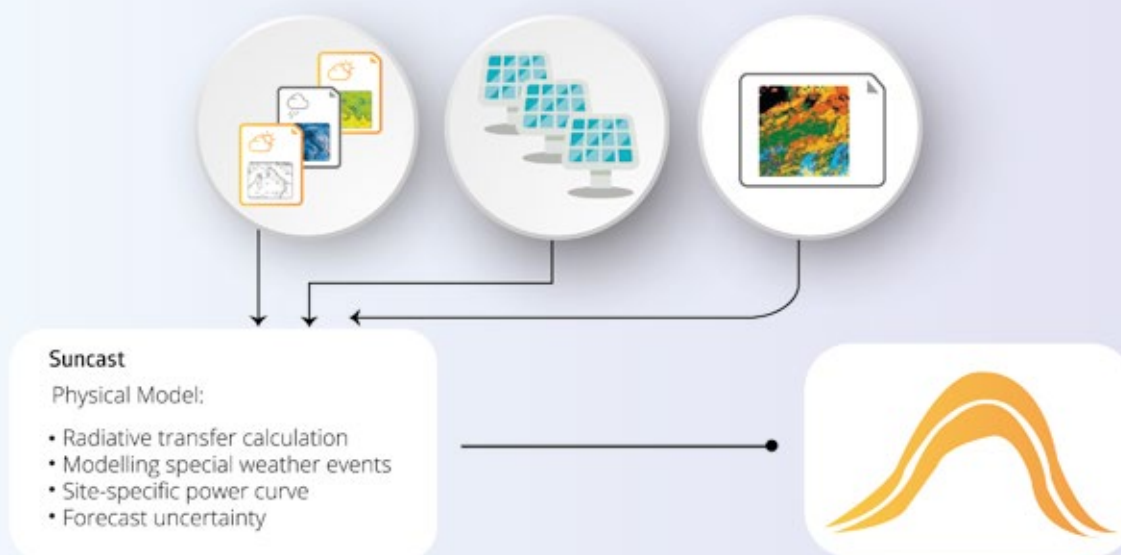 Suncast
Physical Model:
• Radiative transfer calculation
• Modelling special weather events
• Site-specific power curve
• Forecast uncertainty